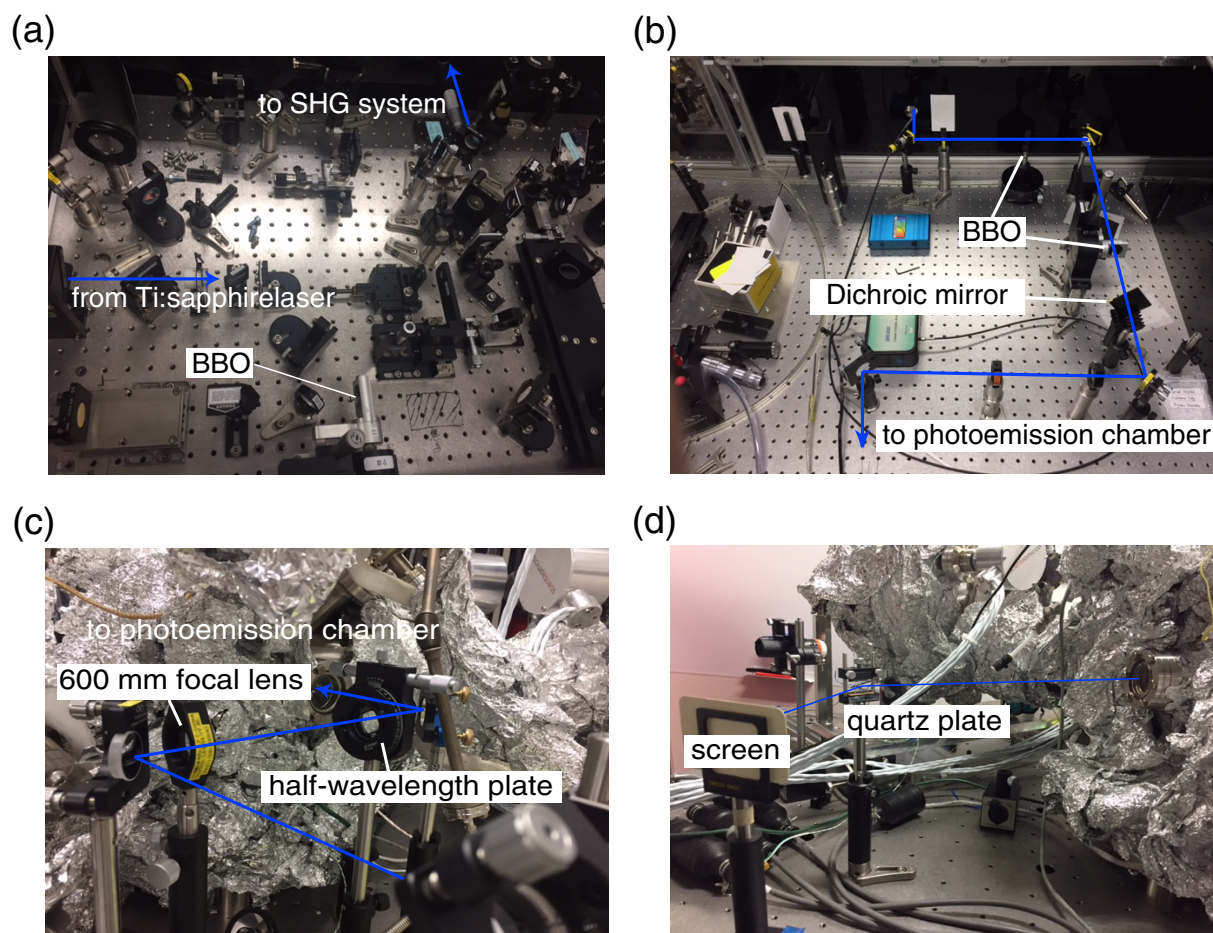 (a)
to SHG system
from Ti:sapphirelaser
BBO
#4
(b)
BBO
Dichroic mirror
to photoemission chamber
(c)
to photoemission chamber
600 mm focal lens
half-wavelength plate
(d)
quartz plate
screen